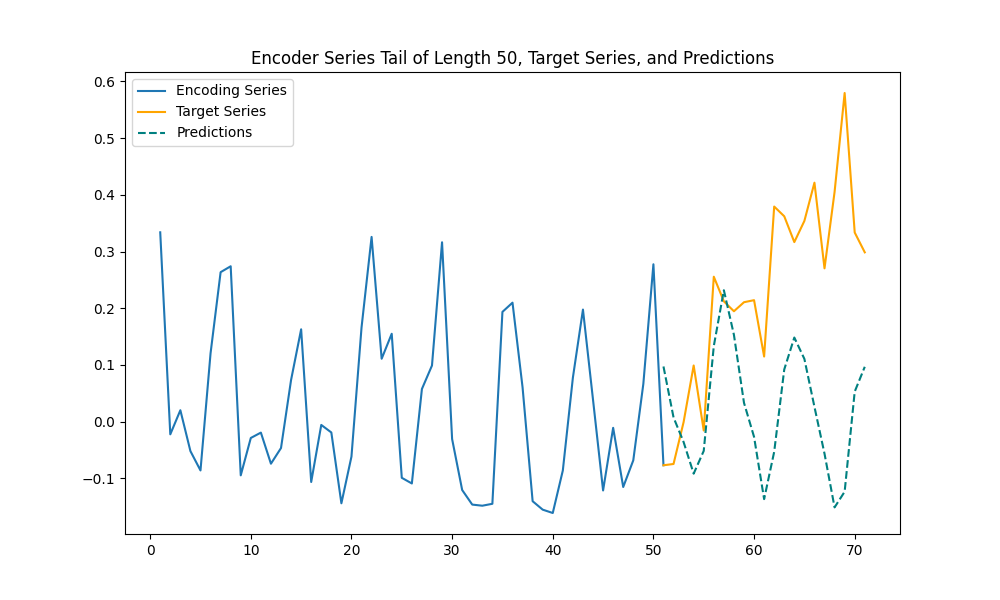 Encoder Series Tail of Length 50, Target Series, and Predictions
Encoding Series
Target Series
Predictions
0.6
0.5
0.4
0.3
0.2
0.1
0.0
−0.1
0 10 20 30 40 50 60 70